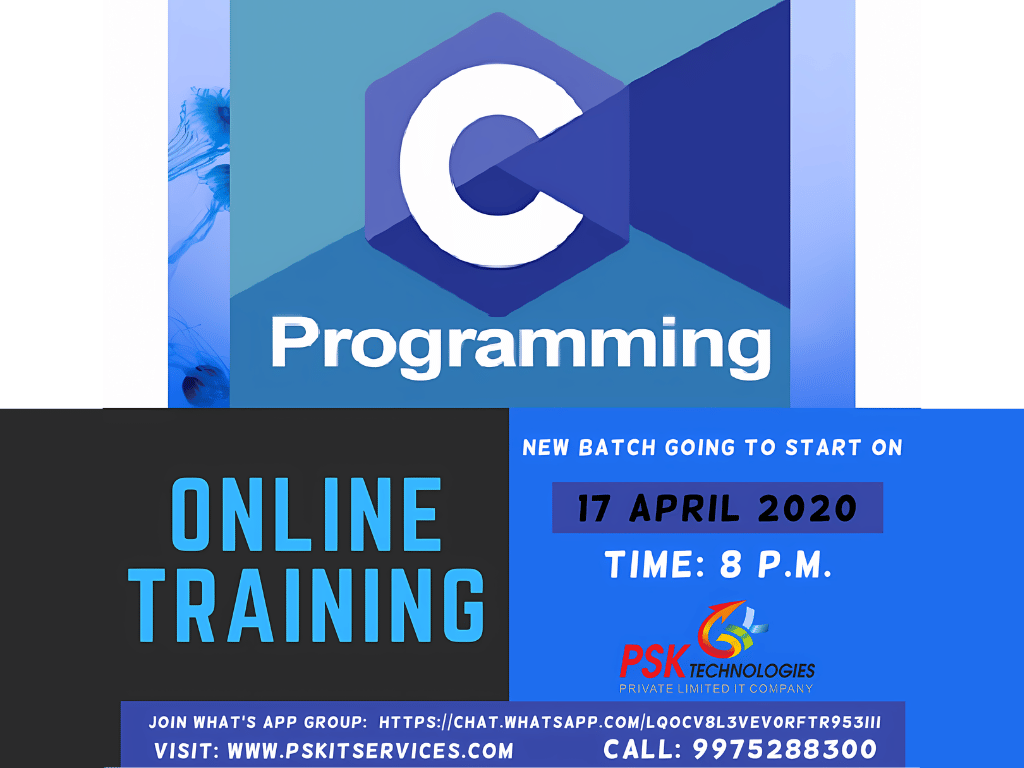 C
Programming
ONLINE
TRAINING
NEW BATCH GOING TO START ON
17 APRIL 2020
TIME: 8 P.M.
PSK TECHNOLOGIES
PRIVATE LIMITED IT COMPANY
JOIN WHAT'S APP GROUP: HTTPS://CHAT.WHATSAPP.COM/LQOCV8L3VEV0RFTR953III
VISIT: WWW.PSKITSERVICES.COM
CALL: 9975288300